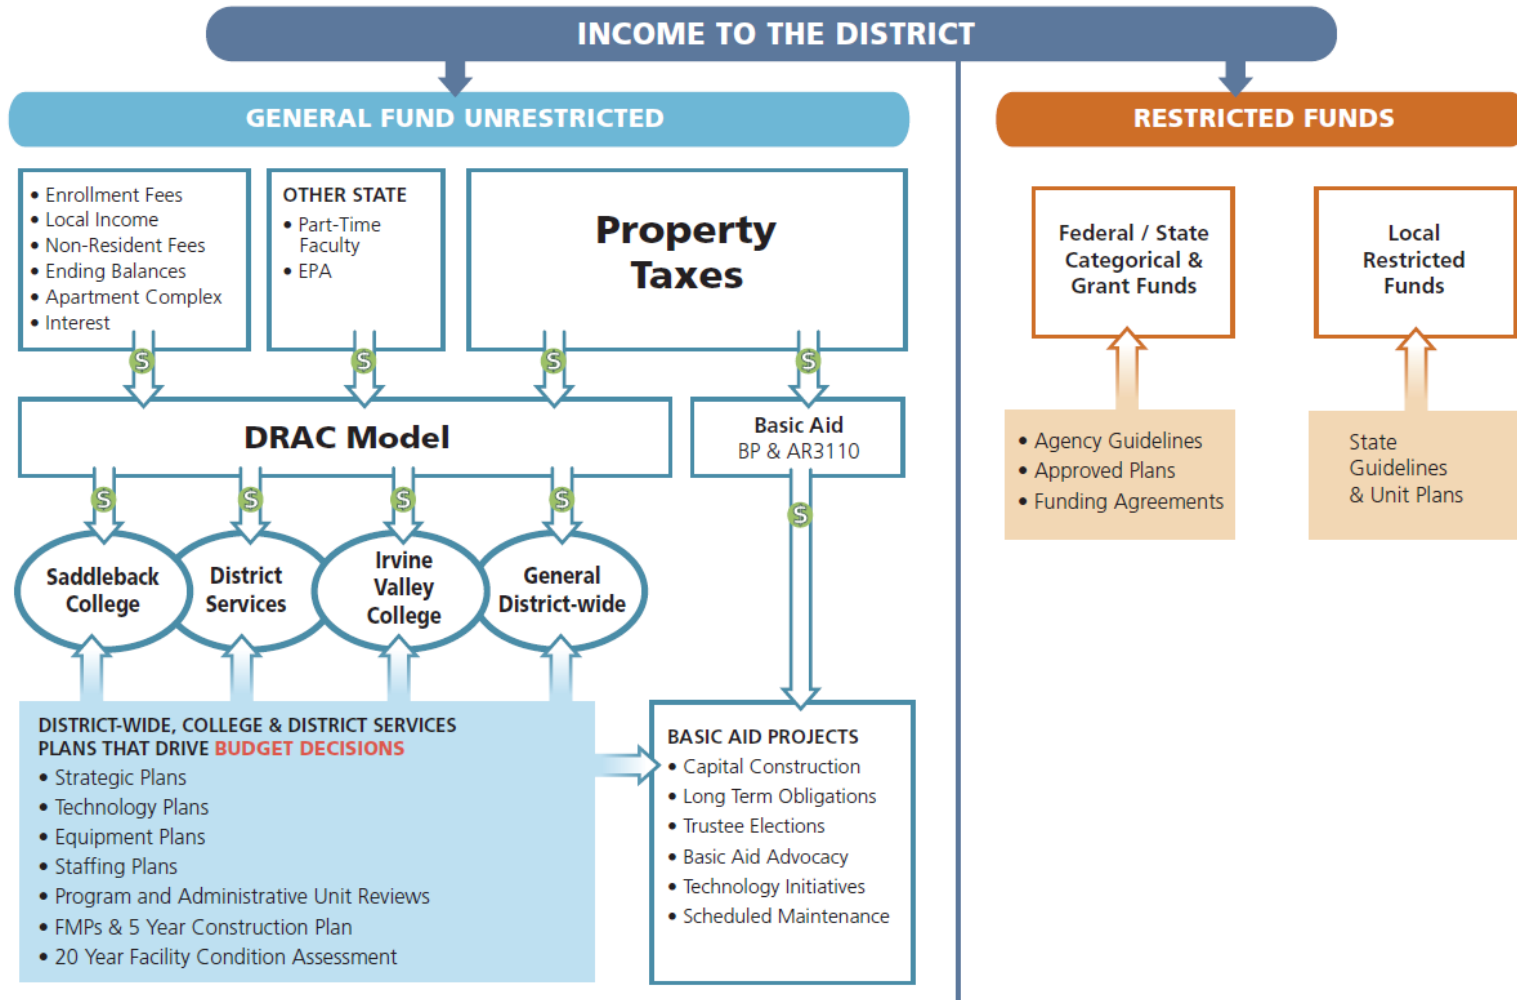 INCOME TO THE DISTRICT
GENERAL FUND UNRESTRICTED
• Enrollment Fees
• Local Income
• Non-Resident Fees
• Ending Balances
• Apartment Complex
• Interest
OTHER STATE
• Part-Time
Faculty
• EPA
Property
Taxes
$
$
$
$
DRAC Model
Basic Aid
BP & AR3110
$
$
$
$
$
Saddleback
College
District
Services
Irvine
Valley
College
General
District-wide
DISTRICT-WIDE, COLLEGE & DISTRICT SERVICES
PLANS THAT DRIVE BUDGET DECISIONS
• Strategic Plans
• Technology Plans
• Equipment Plans
• Staffing Plans
• Program and Administrative Unit Reviews
• FMPs & 5 Year Construction Plan
• 20 Year Facility Condition Assessment
BASIC AID PROJECTS
• Capital Construction
• Long Term Obligations
• Trustee Elections
• Basic Aid Advocacy
• Technology Initiatives
• Scheduled Maintenance
RESTRICTED FUNDS
Federal / State
Categorical &
Grant Funds
Local
Restricted
Funds
• Agency Guidelines
• Approved Plans
• Funding Agreements
State
Guidelines
& Unit Plans